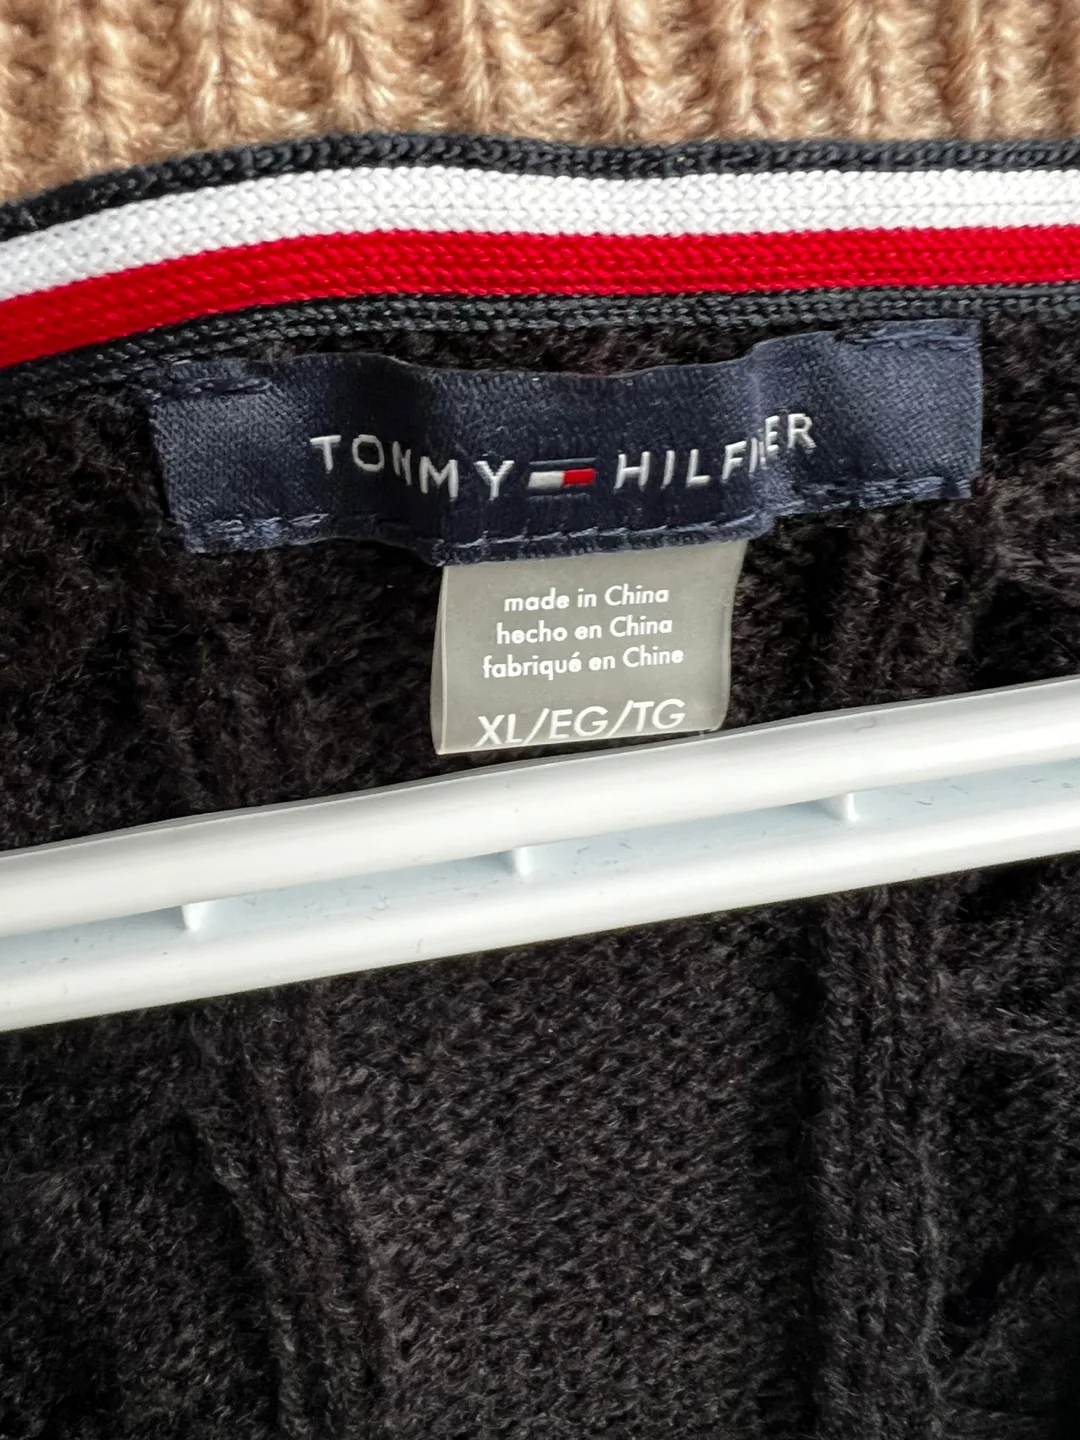 TOMMY HILFIGER
made in China
hecho en China
fabriqué en Chine
XL/EG/TG